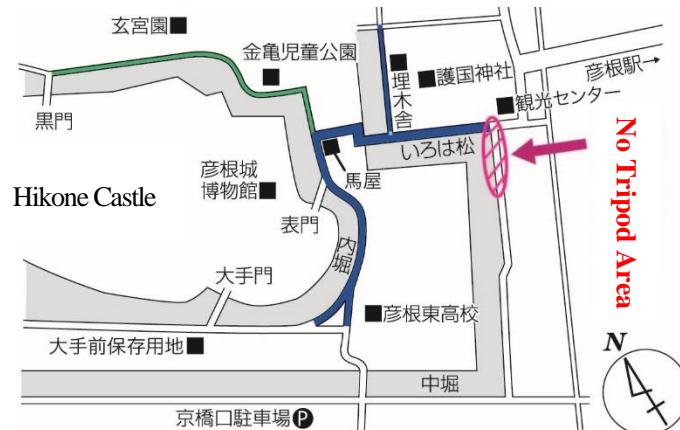 玄宮園
金亀児童公園
黒門
埋木舎
護国神社
彦根駅→
観光センター
いろは松
馬屋
彦根城
博物館
Hikone Castle
表門
内堀
大手門
No Tripod Area
大手前保存用地
彦根東高校
中堀
京橋口駐車場 P
N